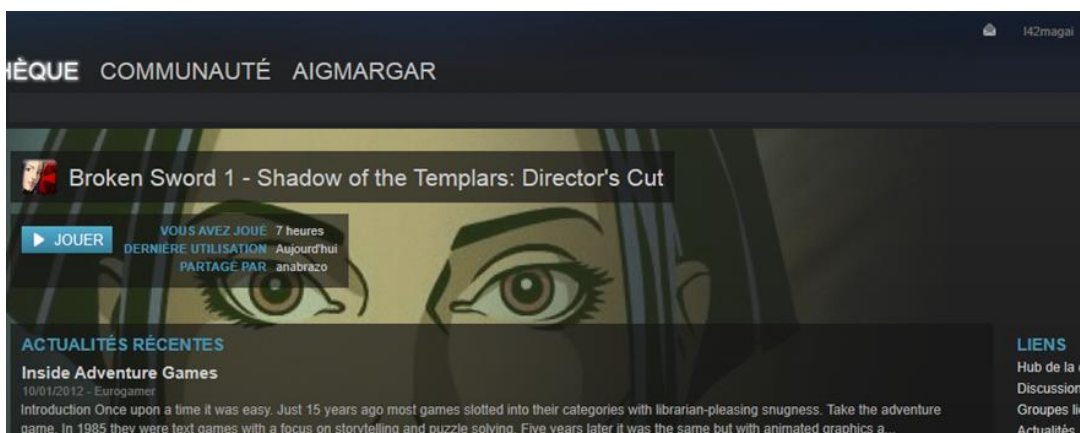 l42magai
HÈQUE COMMUNAUTÉ AIGMARGAR
Broken Sword 1 - Shadow of the Templars: Director's Cut
JOUER
VOUS AVEZ JOUÉ 7 heures
DERNIÈRE UTILISATION Aujourd'hui
PARTAGÉ PAR anabrazo
ACTUALITÉS RÉCENTES
Inside Adventure Games
10/01/2012 - Eurogamer
Introduction Once upon a time it was easy. Just 15 years ago most games slotted into their categories with librarian-pleasing snugness. Take the adventure
game. In 1985 they were text games with a focus on storytelling and puzzle solving. Five years later it was the same but with animated graphics a...
LIENS
Hub de la
Discussion
Groupes li
Actualités